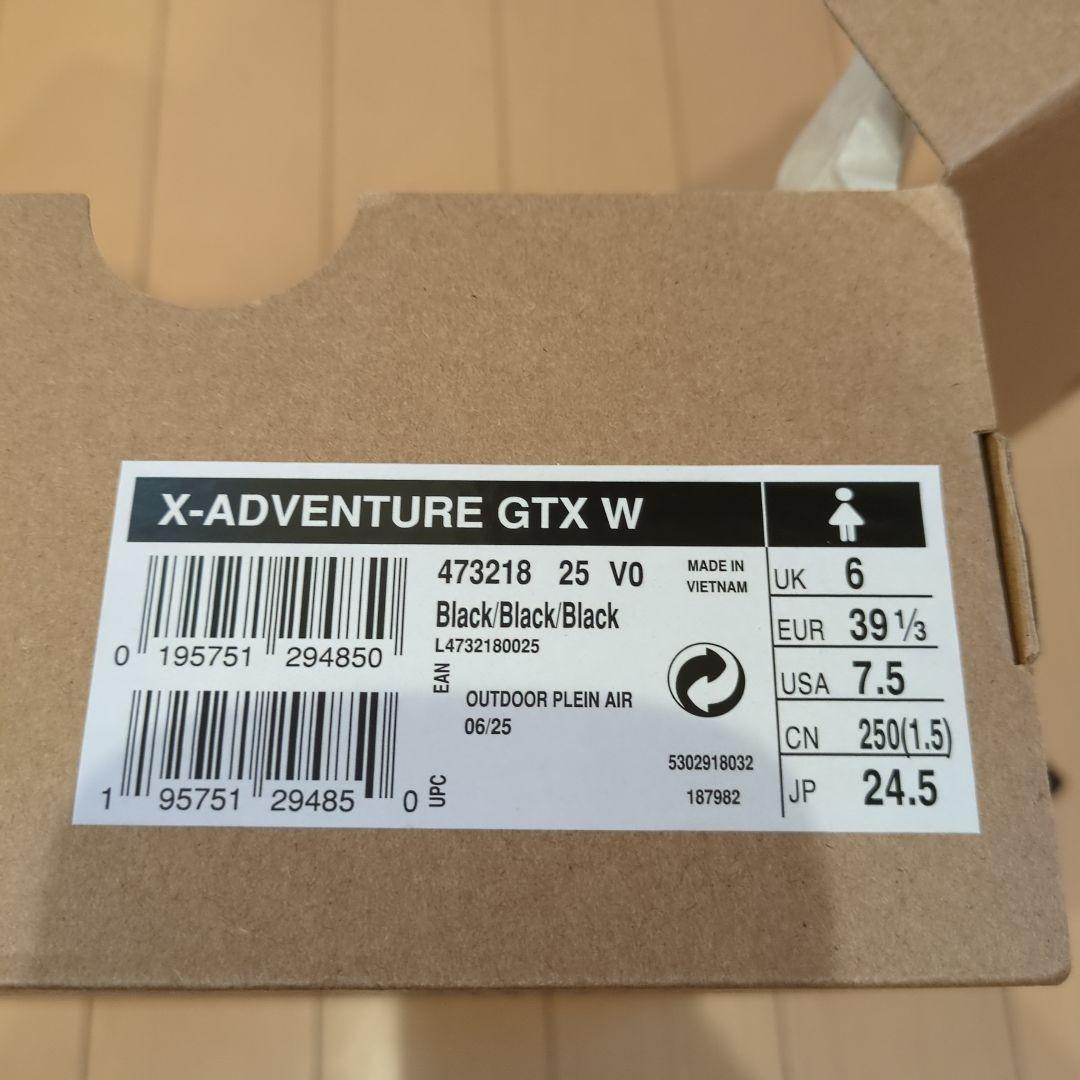 X-ADVENTURE GTX W
0 195751 294850
1 95751 29485 0
EAN
UPC
473218 25 V0
Black/Black/Black
L4732180025
OUTDOOR PLEIN AIR
06/25
MADE IN
VIETNAM
5302918032
187982
UK 6
EUR 39 1/3
USA 7.5
CN 250(1.5)
JP 24.5